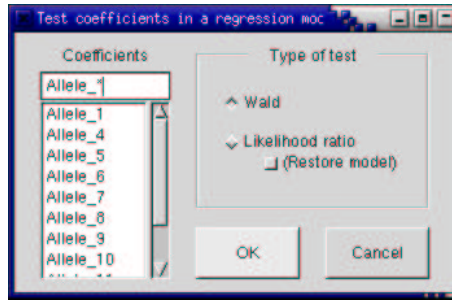 Test coefficients in a regression moc
Coefficients
Allele_*
Allele_1
Allele_4
Allele_5
Allele_6
Allele_7
Allele_8
Allele_9
Allele_10
Type of test
Wald
Likelihood ratio
(Restore model)
OK
Cancel